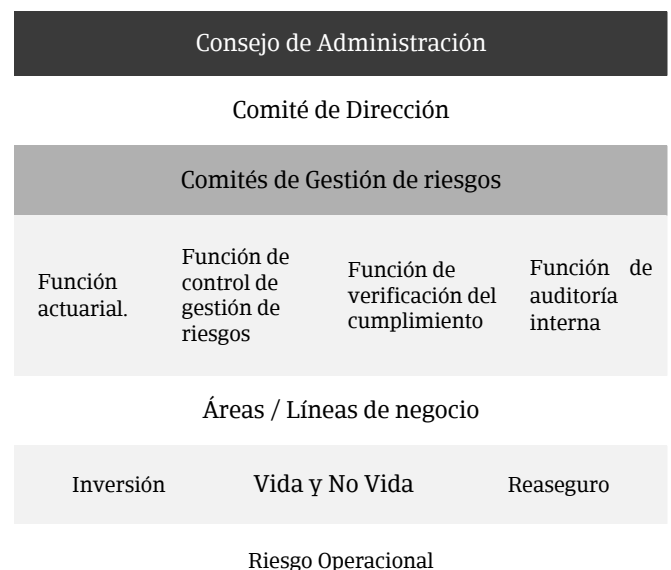 Consejo de Administración
Comité de Dirección
Comités de Gestión de riesgos
Función
actuarial.
Función de
control de
gestión de
riesgos
Función de
verificación del
cumplimiento
Función de
auditoría
interna
Áreas / Líneas de negocio
Inversión
Vida y No Vida
Reaseguro
Riesgo Operacional